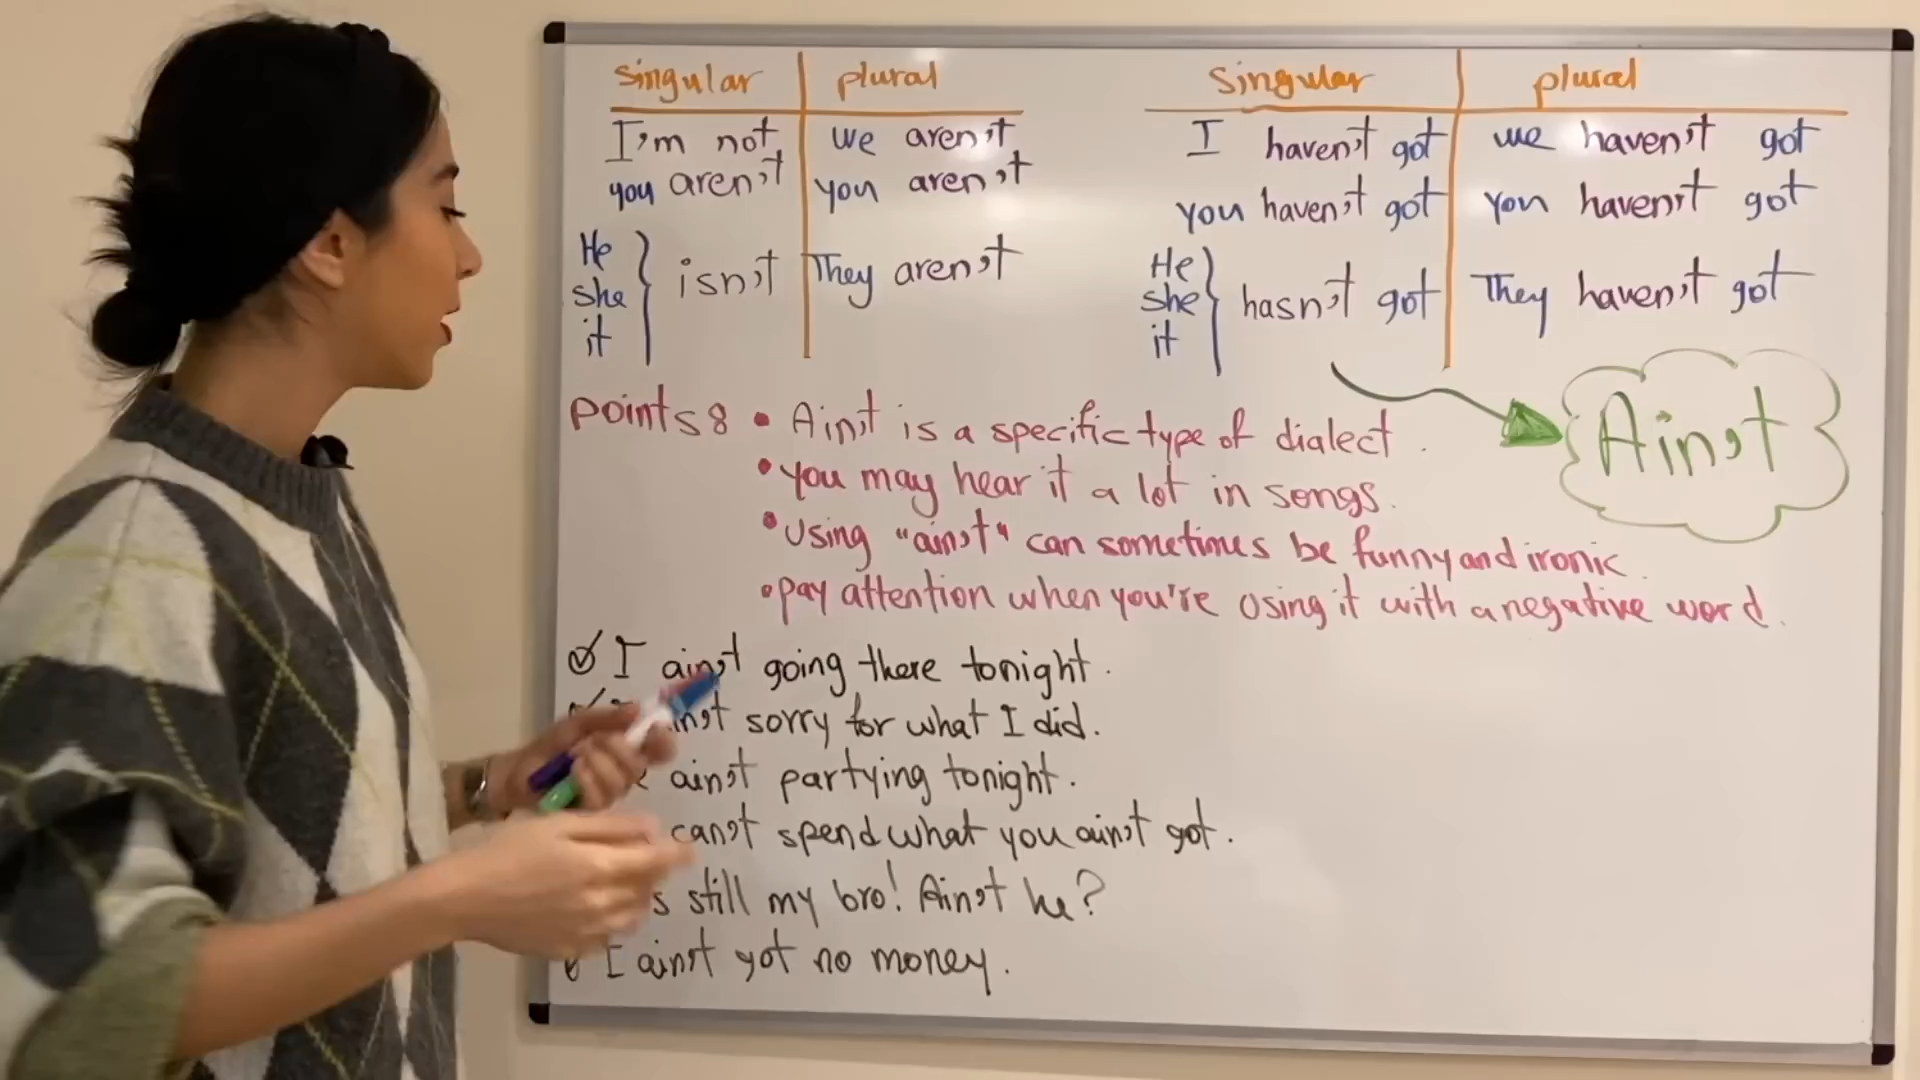 singular plural
I'm not we aren't
you aren't you aren't
He
she
it
isn't They aren't
singular plural
I haven't got we haven't got
you haven't got you haven't got
He
she
it
hasn't got They haven't got
Ain't
points: • Ain't is a specific type of dialect.
• you may hear it a lot in songs.
• Using "ain't" can sometimes be funny and ironic.
• pay attention when you're using it with a negative word.
I ain't going there tonight.
sorry for what I did.
ain't partying tonight.
can't spend what you ain't got.
still my bro! Ain't he?
I ain't got no money.